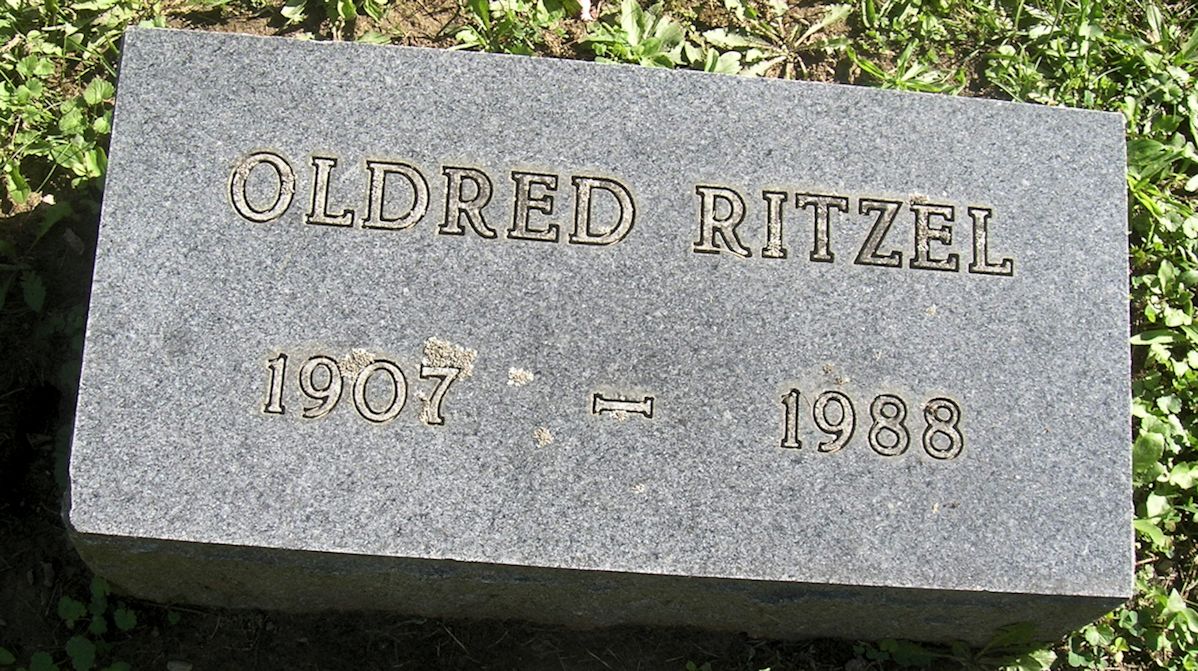 OLDRED RITZEL
1907 – 1988